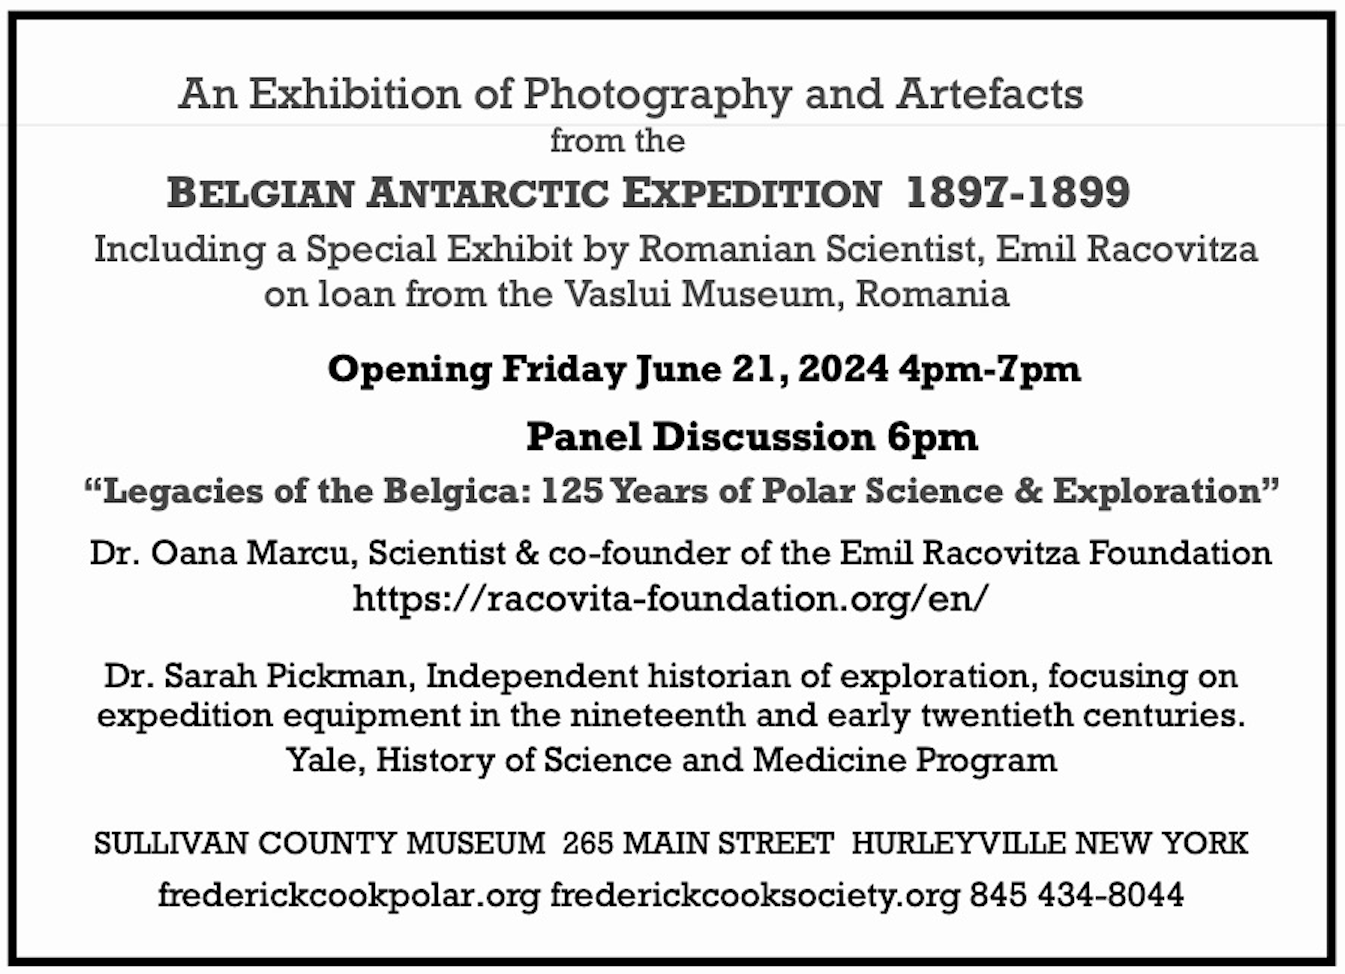 An Exhibition of Photography and Artefacts
from the
BELGIAN ANTARCTIC EXPEDITION 1897-1899
Including a Special Exhibit by Romanian Scientist, Emil Racovitza
on loan from the Vaslui Museum, Romania
Opening Friday June 21, 2024 4pm-7pm
Panel Discussion 6pm
“Legacies of the Belgica: 125 Years of Polar Science & Exploration”
Dr. Oana Marcu, Scientist & co-founder of the Emil Racovitza Foundation
https://racovita-foundation.org/en/
Dr. Sarah Pickman, Independent historian of exploration, focusing on
expedition equipment in the nineteenth and early twentieth centuries.
Yale, History of Science and Medicine Program
SULLIVAN COUNTY MUSEUM 265 MAIN STREET HURLEYVILLE NEW YORK
frederickcookpolar.org frederickcooksociety.org 845 434-8044